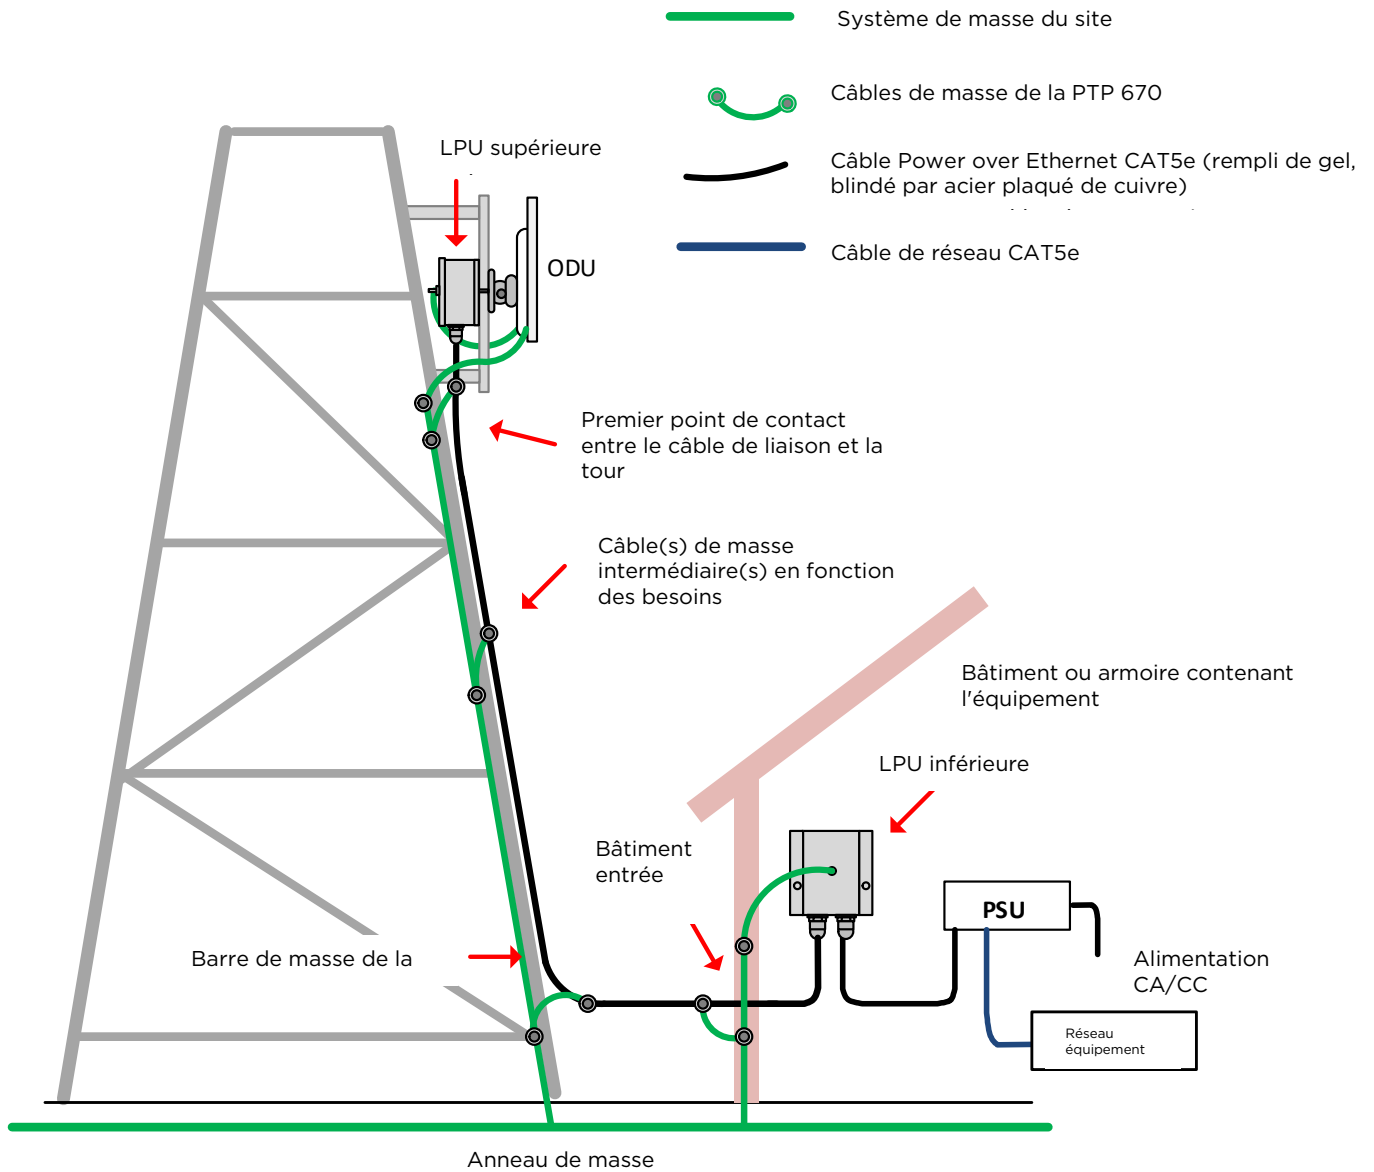 Système de masse du site
Câbles de masse de la PTP 670
Câble Power over Ethernet CAT5e (rempli de gel,
blindé par acier plaqué de cuivre)
Câble de réseau CAT5e
LPU supérieure
ODU
Premier point de contact
entre le câble de liaison et la
tour
Câble(s) de masse
intermédiaire(s) en fonction
des besoins
Bâtiment ou armoire contenant
l'équipement
LPU inférieure
Bâtiment
entrée
PSU
Barre de masse de la
Alimentation
CA/CC
Réseau
équipement
Anneau de masse